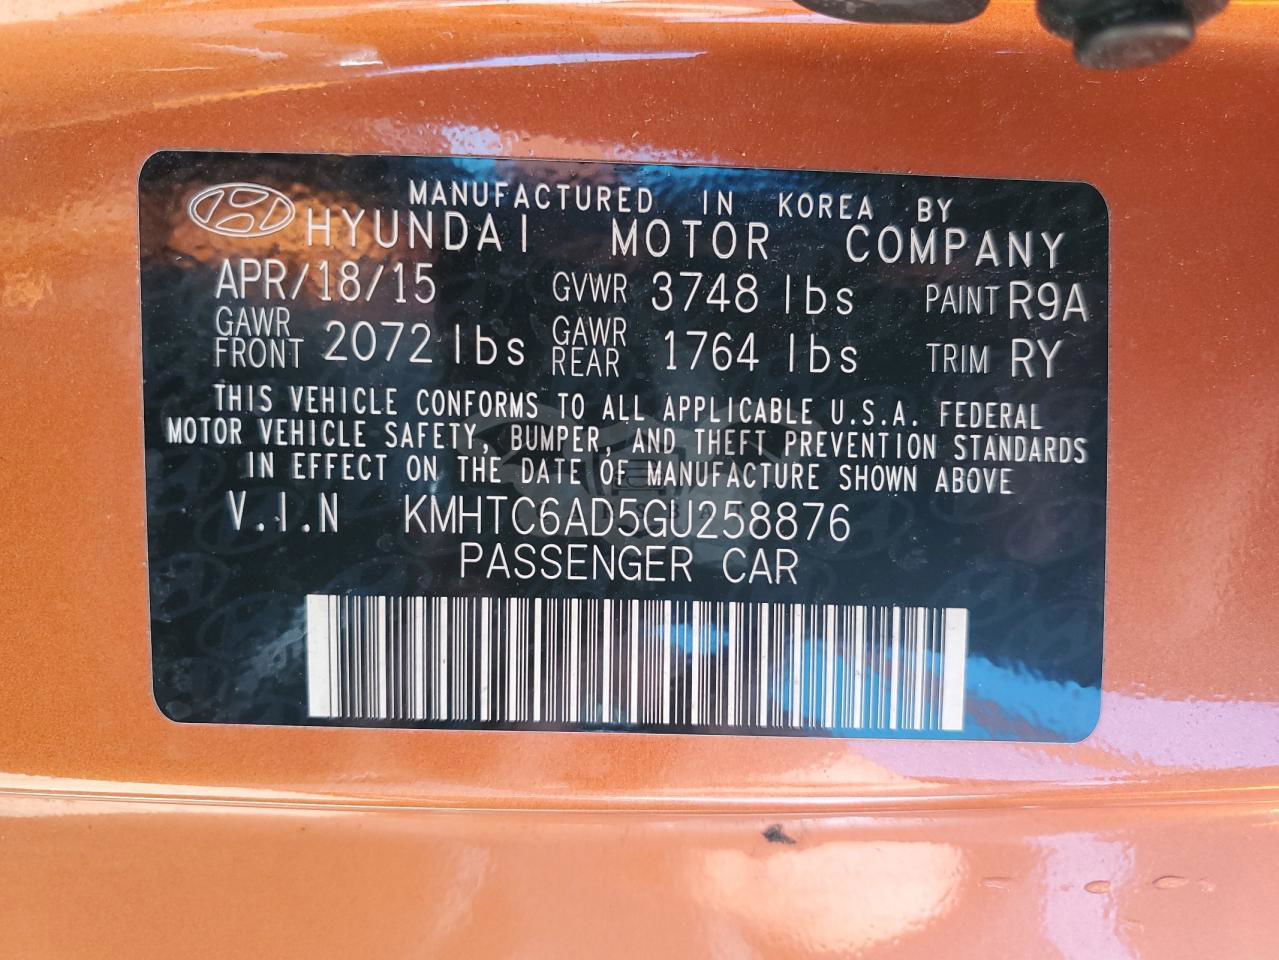 MANUFACTURED IN KOREA BY
HYUNDAI MOTOR COMPANY
APR/18/15 GVWR 3748 lbs PAINT R9A
GAWR FRONT 2072 lbs GAWR REAR 1764 lbs TRIM RY
THIS VEHICLE CONFORMS TO ALL APPLICABLE U.S.A. FEDERAL
MOTOR VEHICLE SAFETY, BUMPER, AND THEFT PREVENTION STANDARDS
IN EFFECT ON THE DATE OF MANUFACTURE SHOWN ABOVE
V.I.N KMHTC6AD5GU258876
PASSENGER CAR